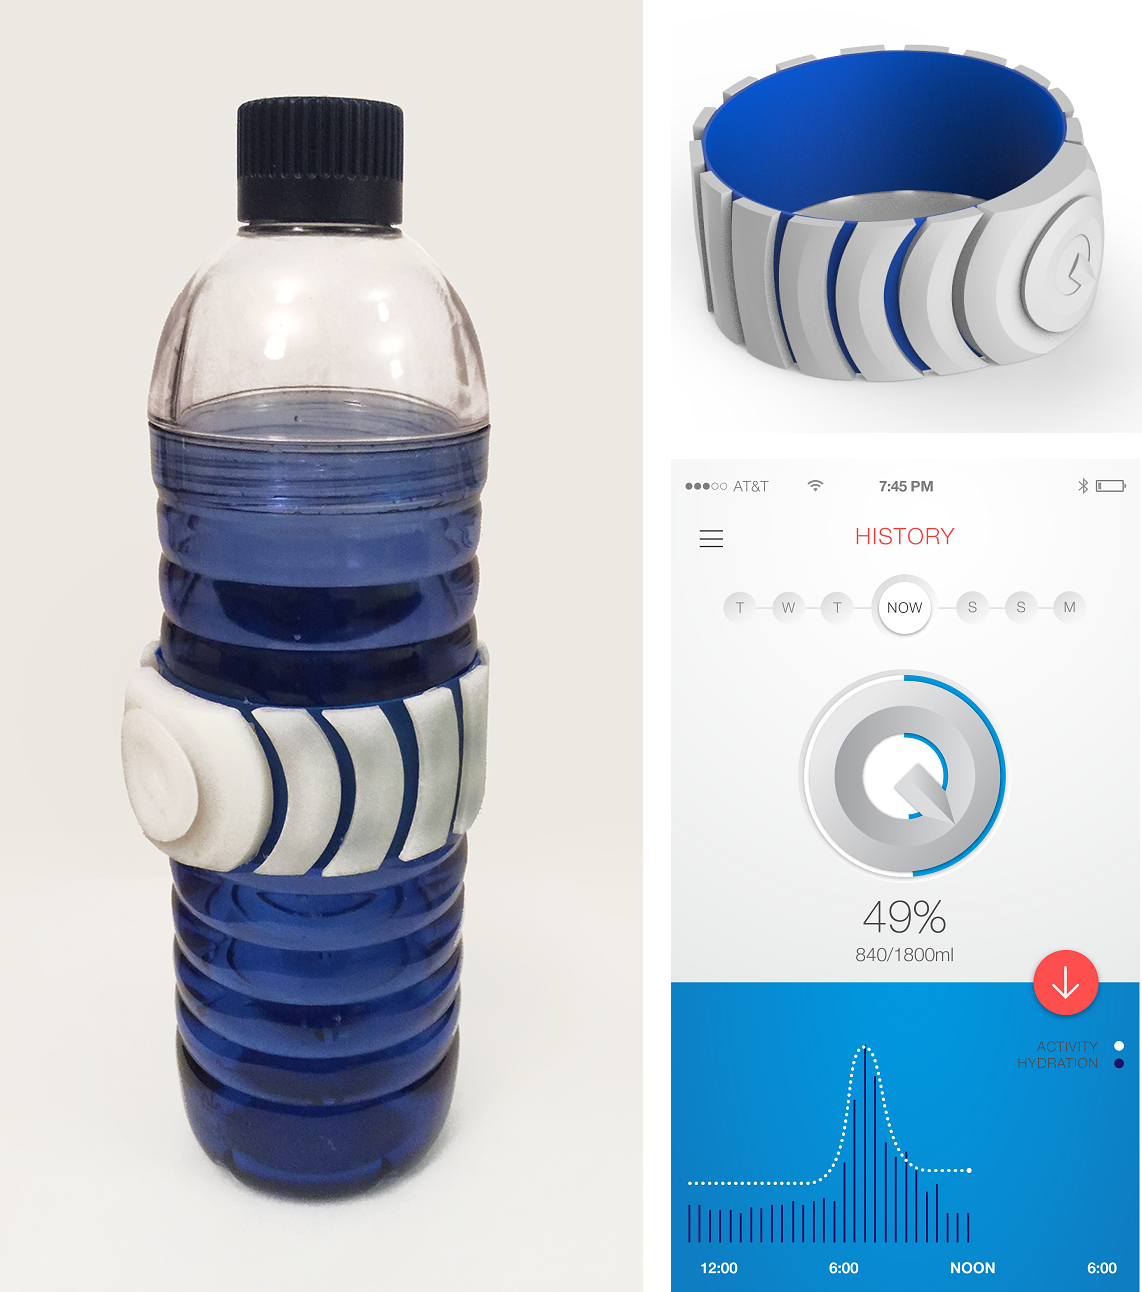 AT&T 7:45 PM
HISTORY
T W T NOW S S M
49%
840/1800ml
ACTIVITY
HYDRATION
12:00 6:00 NOON 6:00